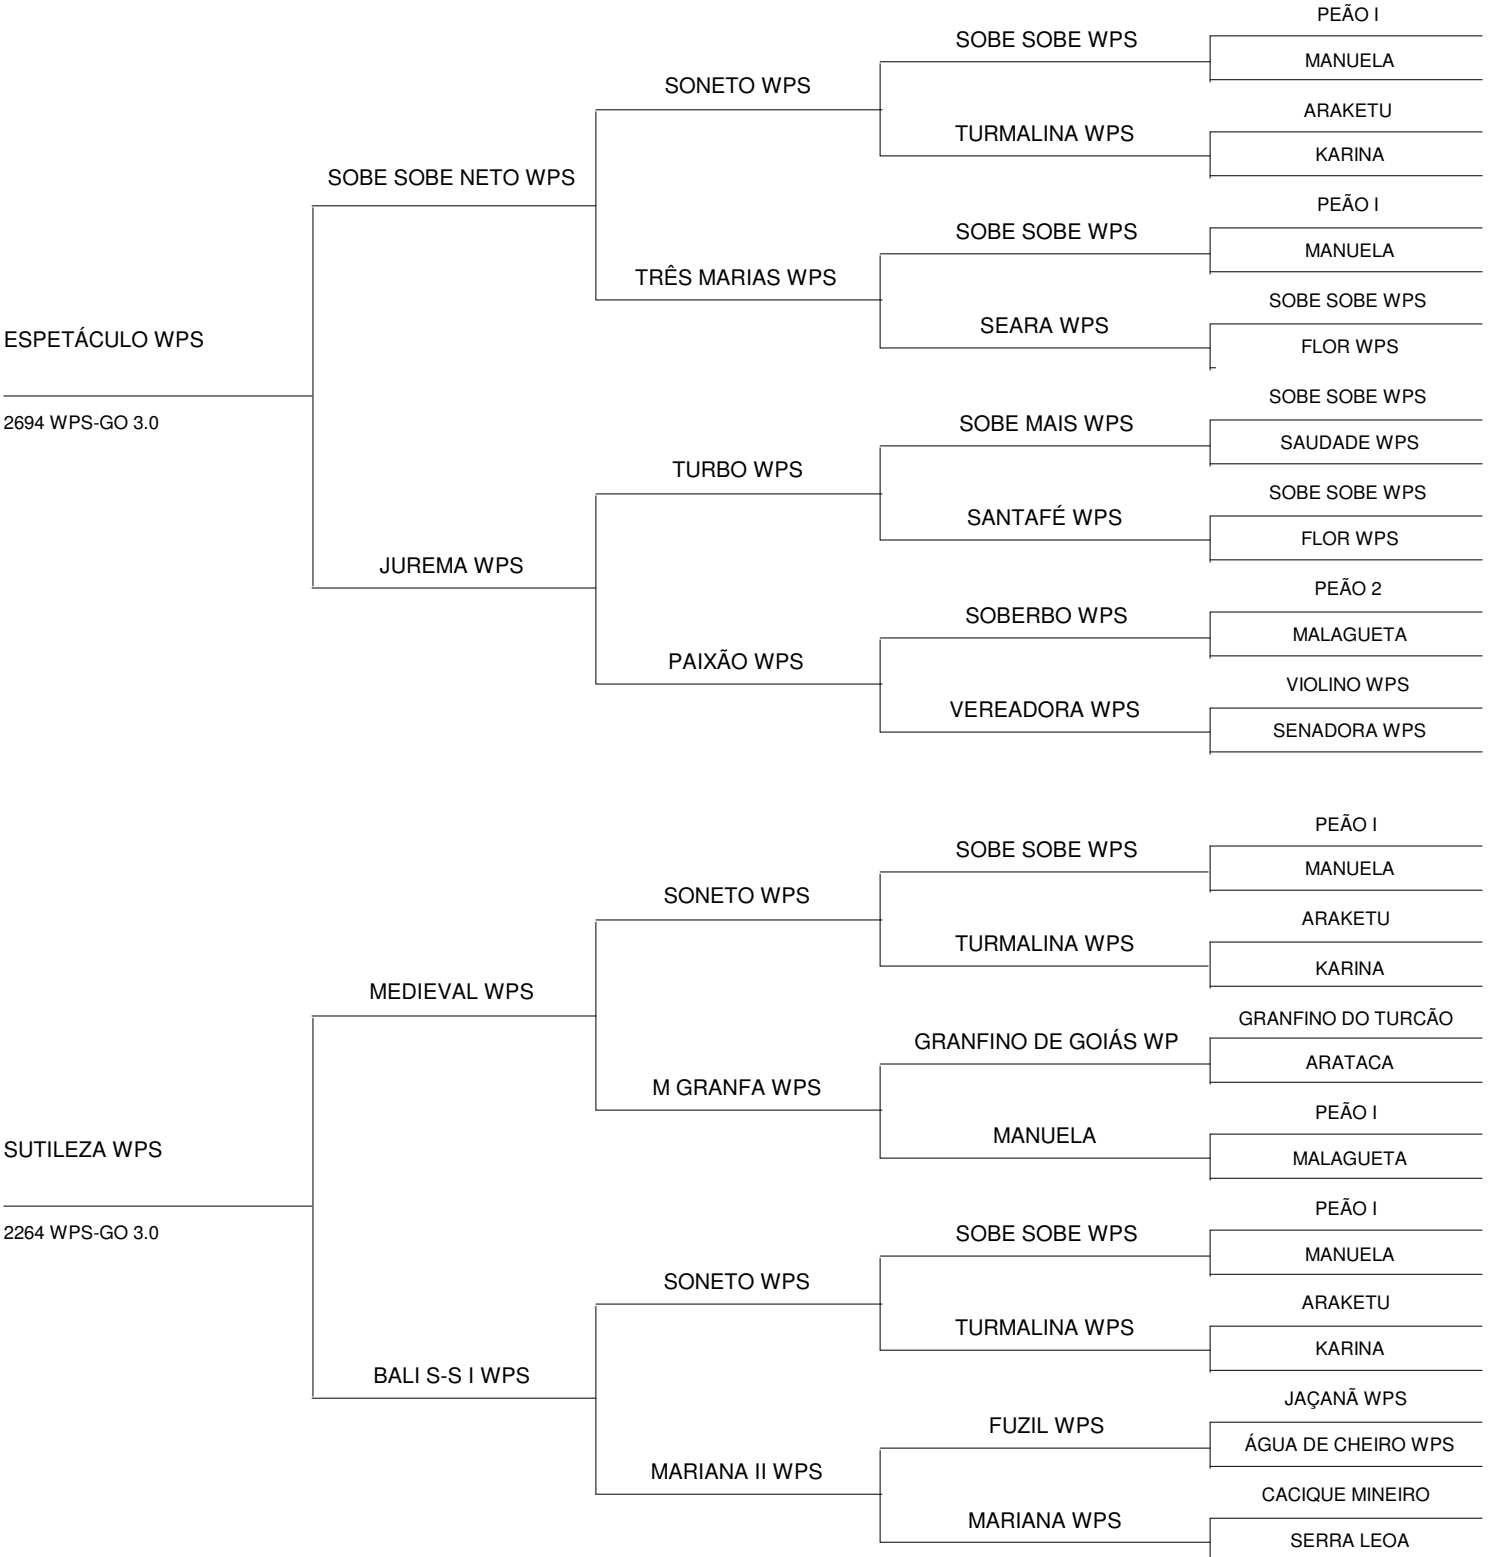 PEÃO I
SOBE SOBE WPS
MANUELA
SONETO WPS
ARAKETU
TURMALINA WPS
KARINA
SOBE SOBE NETO WPS
PEÃO I
SOBE SOBE WPS
MANUELA
TRÊS MARIAS WPS
SOBE SOBE WPS
SEARA WPS
ESPETÁCULO WPS
FLOR WPS
SOBE SOBE WPS
2694 WPS-GO 3.0
SOBE MAIS WPS
SAUDADE WPS
TURBO WPS
SOBE SOBE WPS
SANTAFÉ WPS
FLOR WPS
JUREMA WPS
PEÃO 2
SOBERBO WPS
MALAGUETA
PAIXÃO WPS
VIOLINO WPS
VEREADORA WPS
SENADORA WPS
PEÃO I
SOBE SOBE WPS
MANUELA
SONETO WPS
ARAKETU
TURMALINA WPS
KARINA
MEDIEVAL WPS
GRANFINO DO TURCÃO
GRANFINO DE GOIÁS WP
ARATACA
M GRANFA WPS
PEÃO I
MANUELA
SUTILEZA WPS
MALAGUETA
PEÃO I
2264 WPS-GO 3.0
SOBE SOBE WPS
MANUELA
SONETO WPS
ARAKETU
TURMALINA WPS
KARINA
BALI S-S I WPS
JAÇANÃ WPS
FUZIL WPS
ÁGUA DE CHEIRO WPS
MARIANA II WPS
CACIQUE MINEIRO
MARIANA WPS
SERRA LEOA